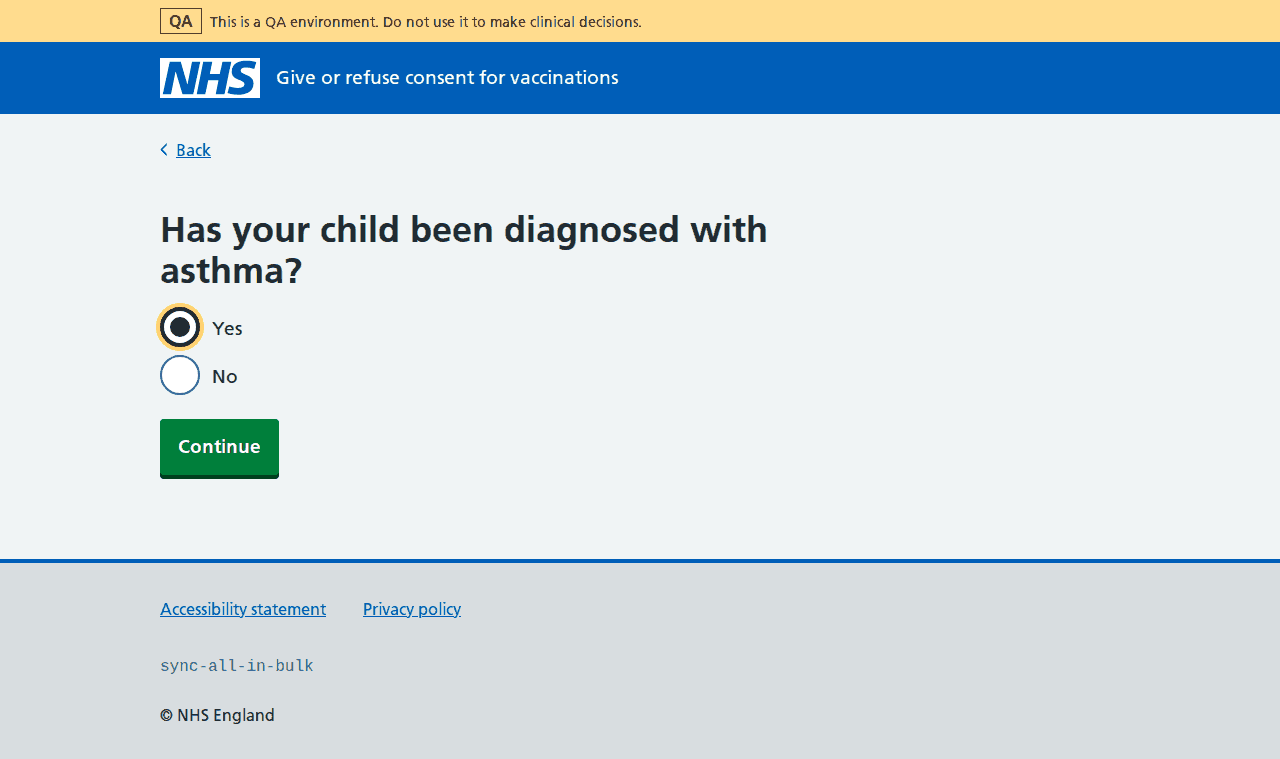 QA This is a QA environment. Do not use it to make clinical decisions.
NHS Give or refuse consent for vaccinations
Back
Has your child been diagnosed with
asthma?
Yes
No
Continue
Accessibility statement Privacy policy
sync-all-in-bulk
© NHS England